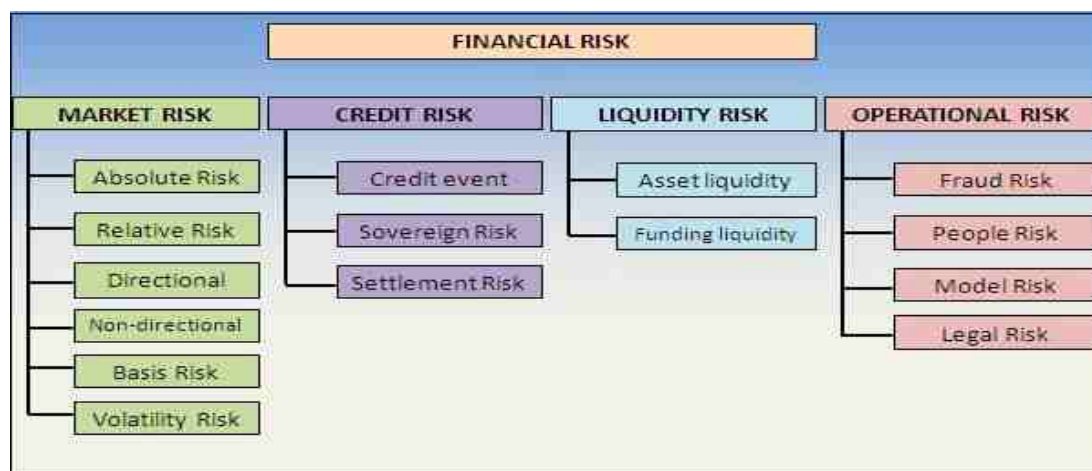 FINANCIAL RISK
MARKET RISK
Absolute Risk
Relative Risk
Directional
Non-directional
Basis Risk
Volatility Risk
CREDIT RISK
Credit event
Sovereign Risk
Settlement Risk
LIQUIDITY RISK
Asset liquidity
Funding liquidity
OPERATIONAL RISK
Fraud Risk
People Risk
Model Risk
Legal Risk